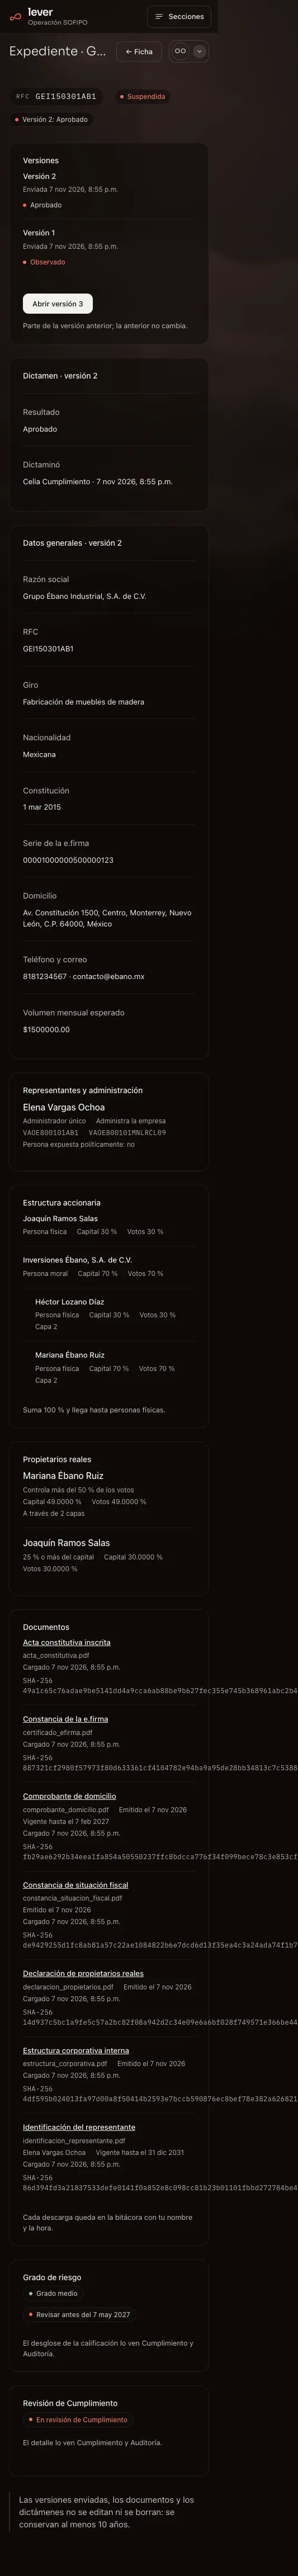 lever
Operación SOFIPO
Secciones
Expediente · G...
← Ficha
OO
RFC GEI150301AB1
Suspendida
Versión 2: Aprobado
Versiones
Versión 2
Enviada 7 nov 2026, 8:55 p.m.
Aprobado
Versión 1
Enviada 7 nov 2026, 8:55 p.m.
Observado
Abrir versión 3
Parte de la versión anterior; la anterior no cambia.
Dictamen · versión 2
Resultado
Aprobado
Dictaminó
Celia Cumplimiento · 7 nov 2026, 8:55 p.m.
Datos generales · versión 2
Razón social
Grupo Ébano Industrial, S.A. de C.V.
RFC
GEI150301AB1
Giro
Fabricación de muebles de madera
Nacionalidad
Mexicana
Constitución
1 mar 2015
Serie de la e.firma
00001000000500000123
Domicilio
Av. Constitución 1500, Centro, Monterrey, Nuevo
León, C.P. 64000, México
Teléfono y correo
8181234567 · contacto@ebano.mx
Volumen mensual esperado
$1500000.00
Representantes y administración
Elena Vargas Ochoa
Administrador único Administra la empresa
VAOE800101AB1 VAOE800101MNLRCL09
Persona expuesta políticamente: no
Estructura accionaria
Joaquín Ramos Salas
Persona física Capital 30 % Votos 30 %
Inversiones Ébano, S.A. de C.V.
Persona moral Capital 70 % Votos 70 %
Héctor Lozano Díaz
Persona física Capital 30 % Votos 30 %
Capa 2
Mariana Ébano Ruiz
Persona física Capital 70 % Votos 70 %
Capa 2
Suma 100 % y llega hasta personas físicas.
Propietarios reales
Mariana Ébano Ruiz
Controla más del 50 % de los votos
Capital 49.0000 % Votos 49.0000 %
A través de 2 capas
Joaquín Ramos Salas
25 % o más del capital Capital 30.0000 %
Votos 30.0000 %
Documentos
Acta constitutiva inscrita
acta_constitutiva.pdf
Cargado 7 nov 2026, 8:55 p.m.
SHA-256
49a1c65c76adae9be5141dd4a9cca6ab88be9b627fec355e745b368961abc2b4
Constancia de la e.firma
certificado_efirma.pdf
Cargado 7 nov 2026, 8:55 p.m.
SHA-256
887321cf2980f57973f80d633361cf4104782e94ba9a95de28bb34813c7c5388
Comprobante de domicilio
comprobante_domicilio.pdf Emitido el 7 nov 2026
Vigente hasta el 7 feb 2027
Cargado 7 nov 2026, 8:55 p.m.
SHA-256
fb29ae6292b34eea1fa854a50550237ffc8bdcca776f34f099bece78c3e853cf
Constancia de situación fiscal
constancia_situacion_fiscal.pdf
Emitido el 7 nov 2026
Cargado 7 nov 2026, 8:55 p.m.
SHA-256
de9429255d1fc8ab81a57c22ae1084822b6e7dcd6d13f35ea4c3a24ada74f1b7
Declaración de propietarios reales
declaracion_propietarios.pdf Emitido el 7 nov 2026
Cargado 7 nov 2026, 8:55 p.m.
SHA-256
14d937c5bc1a9fe5c57a2bc82f08a942d2c34e09e6a6bf028f749571e366be44
Estructura corporativa interna
estructura_corporativa.pdf Emitido el 7 nov 2026
Cargado 7 nov 2026, 8:55 p.m.
SHA-256
4df595b024013fa97d00a8f50414b2593e7bccb590876ec8bef78e382a626821
Identificación del representante
identificacion_representante.pdf
Elena Vargas Ochoa Vigente hasta el 31 dic 2031
Cargado 7 nov 2026, 8:55 p.m.
SHA-256
86d394fd3a21837533defe0141f0a852e8c098cc81b23b01101fbbd272784be4
Cada descarga queda en la bitácora con tu nombre
y la hora.
Grado de riesgo
Grado medio
Revisar antes del 7 may 2027
El desglose de la calificación lo ven Cumplimiento y
Auditoría.
Revisión de Cumplimiento
En revisión de Cumplimiento
El detalle lo ven Cumplimiento y Auditoría.
Las versiones enviadas, los documentos y los
dictámenes no se editan ni se borran: se
conservan al menos 10 años.